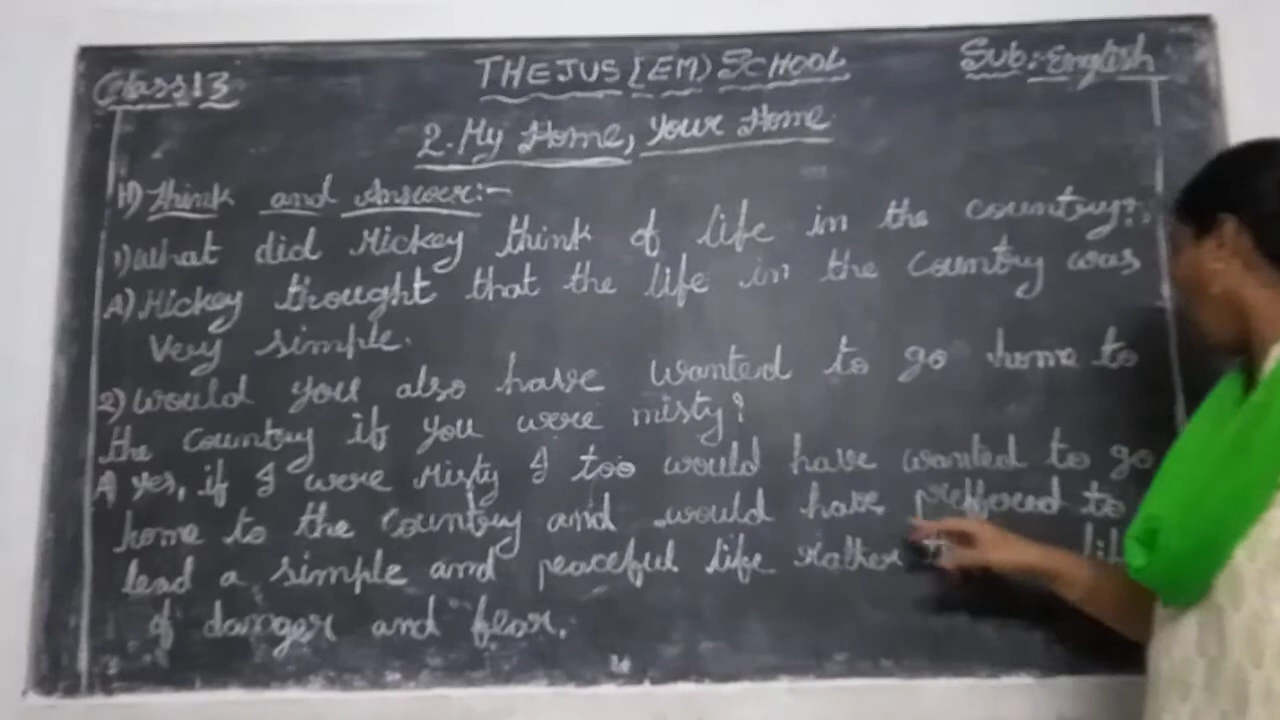 Class: 3
THEJUS (EM) SCHOOL
Sub: English
2. My Home, Your Home
H) Think and Answer:-
1) What did Mickey think of life in the country?
A) Mickey thought that the life in the country was
very simple.
2) Would you also have wanted to go home to
the country if you were misty?
A) yes, if I were Misty I too would have wanted to go
home to the country and would have preffered to
lead a simple and peaceful life rather
of danger and fear.